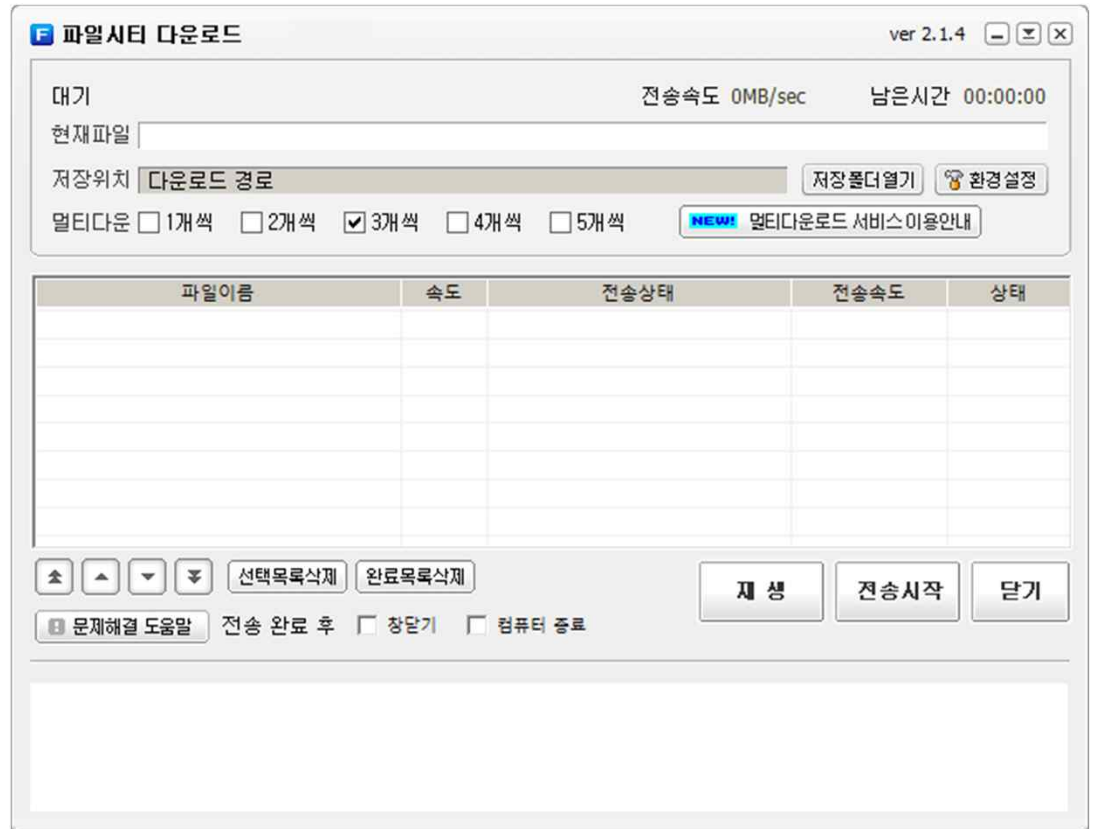 F 파일시티 다운로드 ver 2.1.4
대기 전송속도 0MB/sec 남은시간 00:00:00
현재파일
저장위치 다운로드 경로 저장폴더열기 환경설정
멀티다운 1개씩 2개씩 3개씩 4개씩 5개씩 NEW! 멀티다운로드 서비스이용안내
파일이름 속도 전송상태 전송속도 상태
선택목록삭제 완료목록삭제 재 생 전송시작 닫기
문제해결 도움말 전송 완료 후 창닫기 컴퓨터 종료